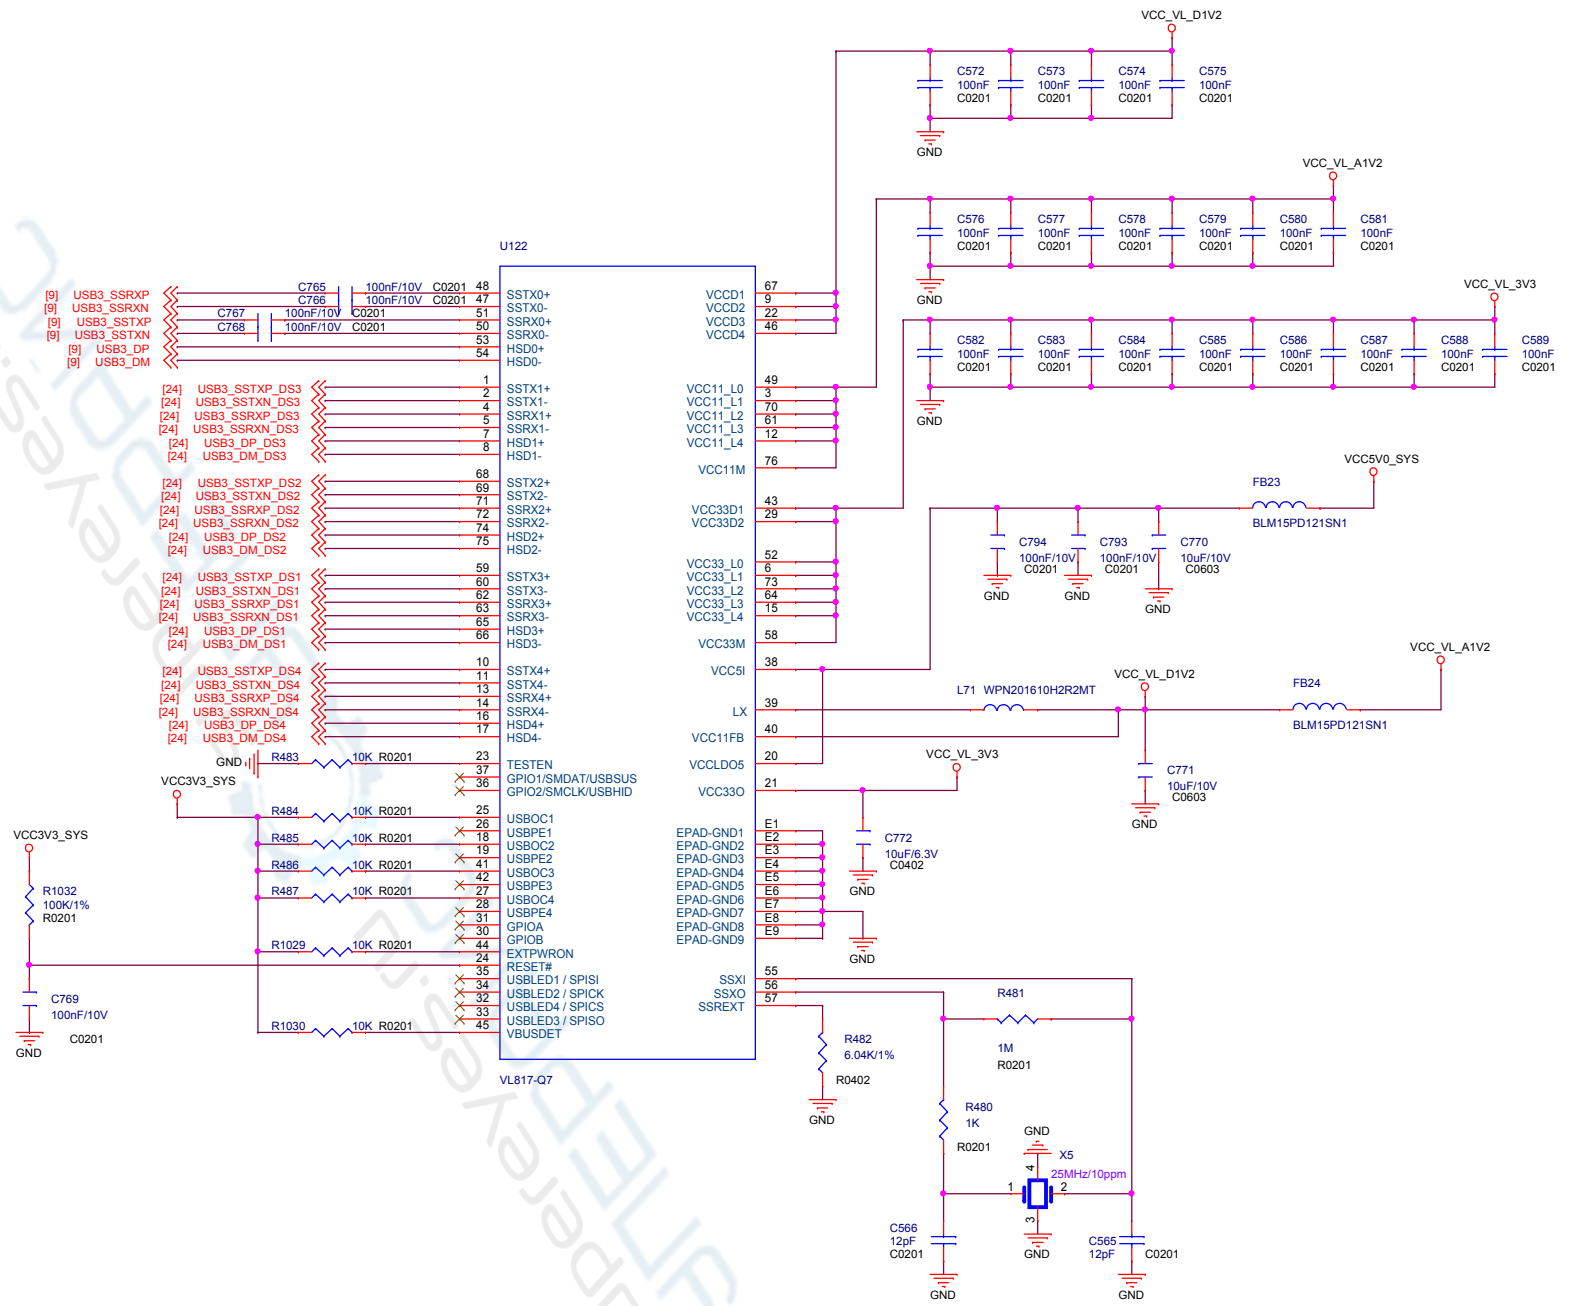 VCC_VL_D1V2
C572 C573 C574 C575
100nF 100nF 100nF 100nF
C0201 C0201 C0201 C0201
GND
VCC_VL_A1V2
C576 C577 C578 C579 C580 C581
100nF 100nF 100nF 100nF 100nF 100nF
C0201 C0201 C0201 C0201 C0201 C0201
GND
VCC_VL_3V3
C582 C583 C584 C585 C586 C587 C588 C589
100nF 100nF 100nF 100nF 100nF 100nF 100nF 100nF
C0201 C0201 C0201 C0201 C0201 C0201 C0201 C0201
GND
U122
[9] USB3_SSRXP C765 100nF/10V C0201 48 SSTX0+
[9] USB3_SSRXN C766 100nF/10V C0201 47 SSTX0-
[9] USB3_SSTXP C767 100nF/10V C0201 51 SSRX0+
[9] USB3_SSTXN C768 100nF/10V C0201 50 SSRX0-
[9] USB3_DP 53 HSD0+
[9] USB3_DM 54 HSD0-
[24] USB3_SSTXP_DS3 1 SSTX1+
[24] USB3_SSTXN_DS3 2 SSTX1-
[24] USB3_SSRXP_DS3 4 SSRX1+
[24] USB3_SSRXN_DS3 5 SSRX1-
[24] USB3_DP_DS3 7 HSD1+
[24] USB3_DM_DS3 8 HSD1-
[24] USB3_SSTXP_DS2 68 SSTX2+
[24] USB3_SSTXN_DS2 69 SSTX2-
[24] USB3_SSRXP_DS2 71 SSRX2+
[24] USB3_SSRXN_DS2 72 SSRX2-
[24] USB3_DP_DS2 74 HSD2+
[24] USB3_DM_DS2 75 HSD2-
[24] USB3_SSTXP_DS1 59 SSTX3+
[24] USB3_SSTXN_DS1 60 SSTX3-
[24] USB3_SSRXP_DS1 62 SSRX3+
[24] USB3_SSRXN_DS1 63 SSRX3-
[24] USB3_DP_DS1 65 HSD3+
[24] USB3_DM_DS1 66 HSD3-
[24] USB3_SSTXP_DS4 10 SSTX4+
[24] USB3_SSTXN_DS4 11 SSTX4-
[24] USB3_SSRXP_DS4 13 SSRX4+
[24] USB3_SSRXN_DS4 14 SSRX4-
[24] USB3_DP_DS4 16 HSD4+
[24] USB3_DM_DS4 17 HSD4-
GND R483 10K R0201 23 TESTEN
37 GPIO1/SMDAT/USBSUS
36 GPIO2/SMCLK/USBHID
VCC3V3_SYS
R484 10K R0201 25 USBOC1
26 USBPE1
R485 10K R0201 18 USBOC2
19 USBPE2
R486 10K R0201 41 USBOC3
42 USBPE3
R487 10K R0201 27 USBOC4
28 USBPE4
31 GPIOA
30 GPIOB
R1029 10K R0201 44 EXTPWRON
24 RESET#
35 USBLED1 / SPISI
34 USBLED2 / SPICK
32 USBLED4 / SPICS
33 USBLED3 / SPISO
R1030 10K R0201 45 VBUSDET
VCC3V3_SYS
R1032
100K/1%
R0201
C769
100nF/10V
C0201
GND
VL817-Q7
VCCD1 67
VCCD2 9
VCCD3 22
VCCD4 46
VCC11_L0 49
VCC11_L1 3
VCC11_L2 70
VCC11_L3 61
VCC11_L4 12
VCC11M 76
VCC33D1 43
VCC33D2 29
VCC33_L0 52
VCC33_L1 6
VCC33_L2 73
VCC33_L3 64
VCC33_L4 15
VCC33M 58
VCC5I 38
LX 39
VCC11FB 40
VCCLDO5 20
VCC33O 21
EPAD-GND1 E1
EPAD-GND2 E2
EPAD-GND3 E3
EPAD-GND4 E4
EPAD-GND5 E5
EPAD-GND6 E6
EPAD-GND7 E7
EPAD-GND8 E8
EPAD-GND9 E9
GND
SSXI 55
SSXO 56
SSREXT 57
VCC5V0_SYS
FB23
BLM15PD121SN1
C794 C793 C770
100nF/10V 100nF/10V 10uF/10V
C0201 C0201 C0603
GND GND GND
VCC_VL_A1V2
VCC_VL_D1V2
L71 WPN201610H2R2MT
FB24
BLM15PD121SN1
C771
10uF/10V
C0603
GND
VCC_VL_3V3
C772
10uF/6.3V
C0402
GND
R482
6.04K/1%
R0402
GND
R481
1M
R0201
R480
1K
R0201
GND
X5
25MHz/10ppm
4
1 2
3
GND
C566
12pF
C0201
GND
C565
12pF C0201
GND